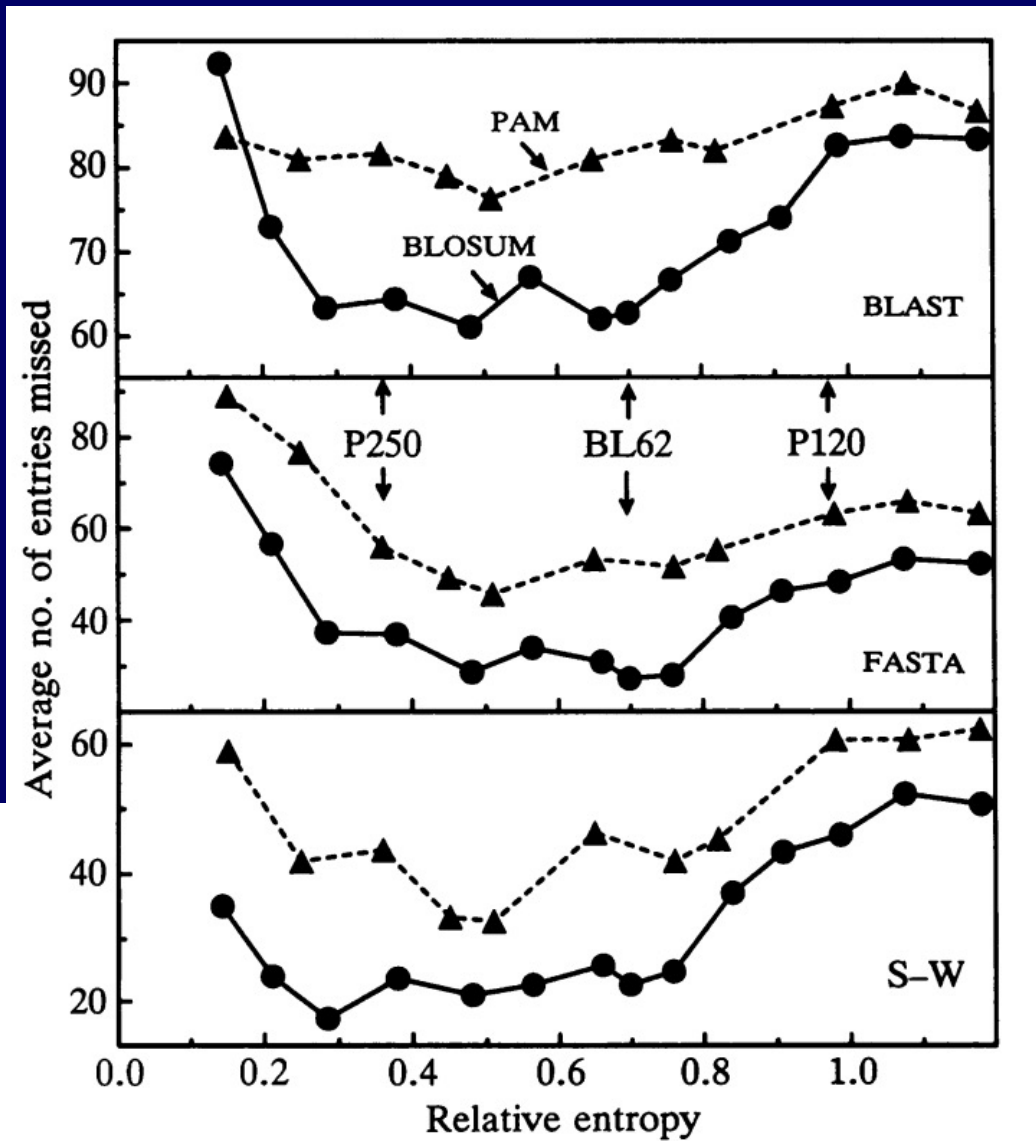 Average no. of entries missed
90
80
70
60
PAM
BLOSUM
BLAST
80
60
40
P250
BL62
P120
FASTA
60
40
20
S–W
0.0 0.2 0.4 0.6 0.8 1.0
Relative entropy